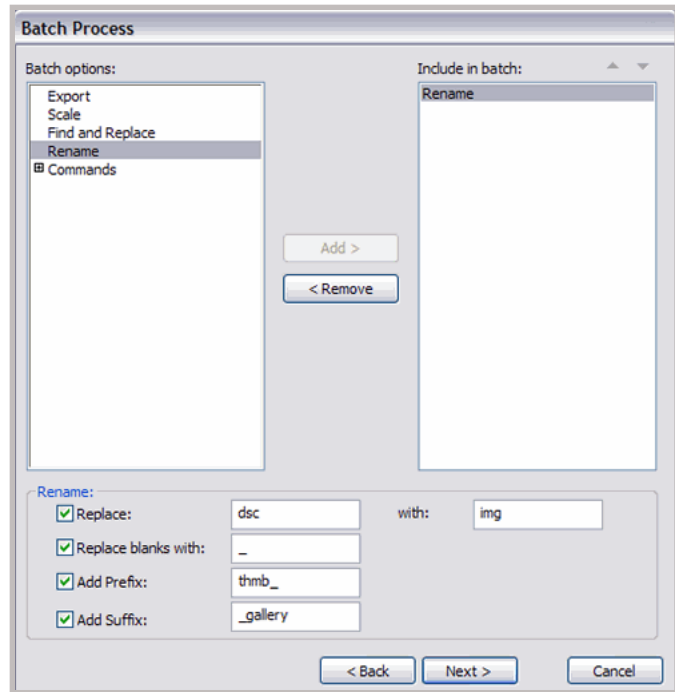 Batch Process
Batch options:
Include in batch:
Export
Scale
Find and Replace
Rename
Commands
Rename
Add >
< Remove
Rename:
Replace: dsc with: img
Replace blanks with: _
Add Prefix: thmb_
Add Suffix: _gallery
< Back Next > Cancel